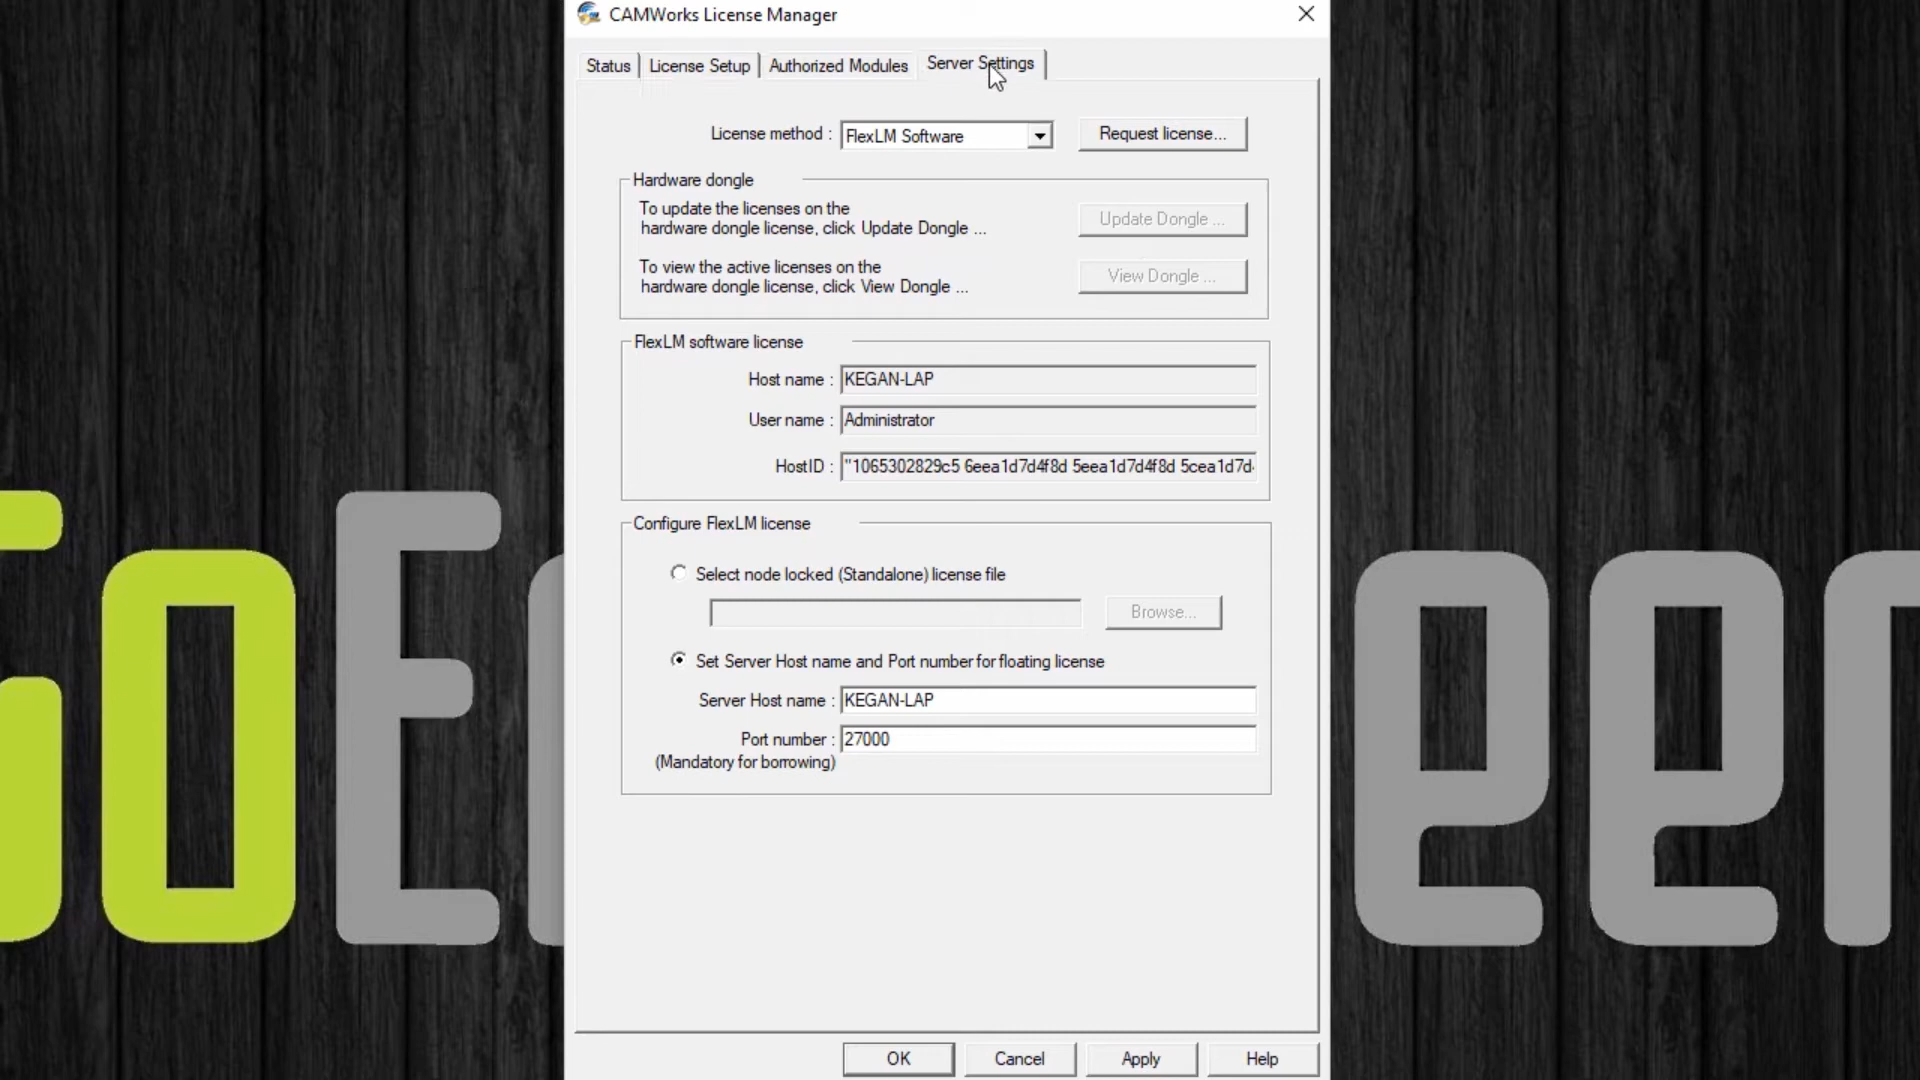 CAMWorks License Manager
Status
License Setup
Authorized Modules
Server Settings
License method :
FlexLM Software
Request license...
Hardware dongle
To update the licenses on the
hardware dongle license, click Update Dongle ...
Update Dongle ...
To view the active licenses on the
hardware dongle license, click View Dongle ...
View Dongle ...
FlexLM software license
Host name :
KEGAN-LAP
User name :
Administrator
HostID :
"1065302829c5 6eea1d7d4f8d 5eea1d7d4f8d 5cea1d7d
Configure FlexLM license
Select node locked (Standalone) license file
Browse...
Set Server Host name and Port number for floating license
Server Host name :
KEGAN-LAP
Port number :
27000
(Mandatory for borrowing)
OK
Cancel
Apply
Help